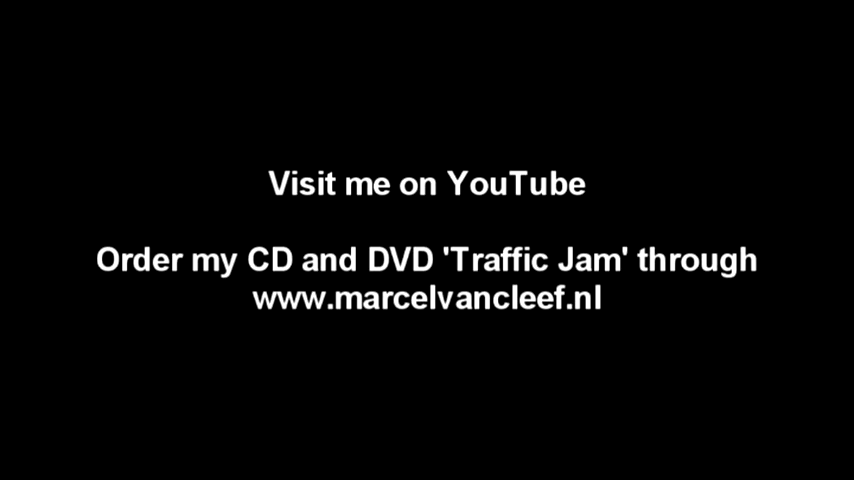 Visit me on YouTube
Order my CD and DVD 'Traffic Jam' through
www.marcelvancleef.nl